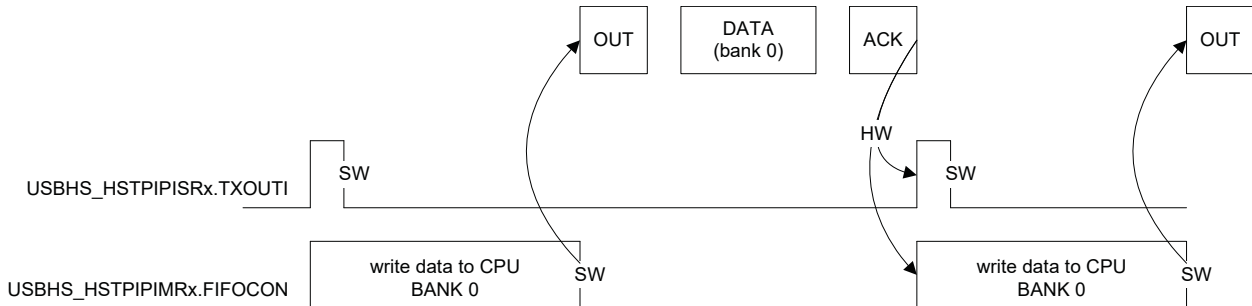 OUT
DATA
(bank 0)
ACK
OUT
HW
SW
SW
USBHS_HSTPIPISRx.TXOUTI
write data to CPU
BANK 0
SW
write data to CPU
BANK 0
SW
USBHS_HSTPIPIMRx.FIFOCON